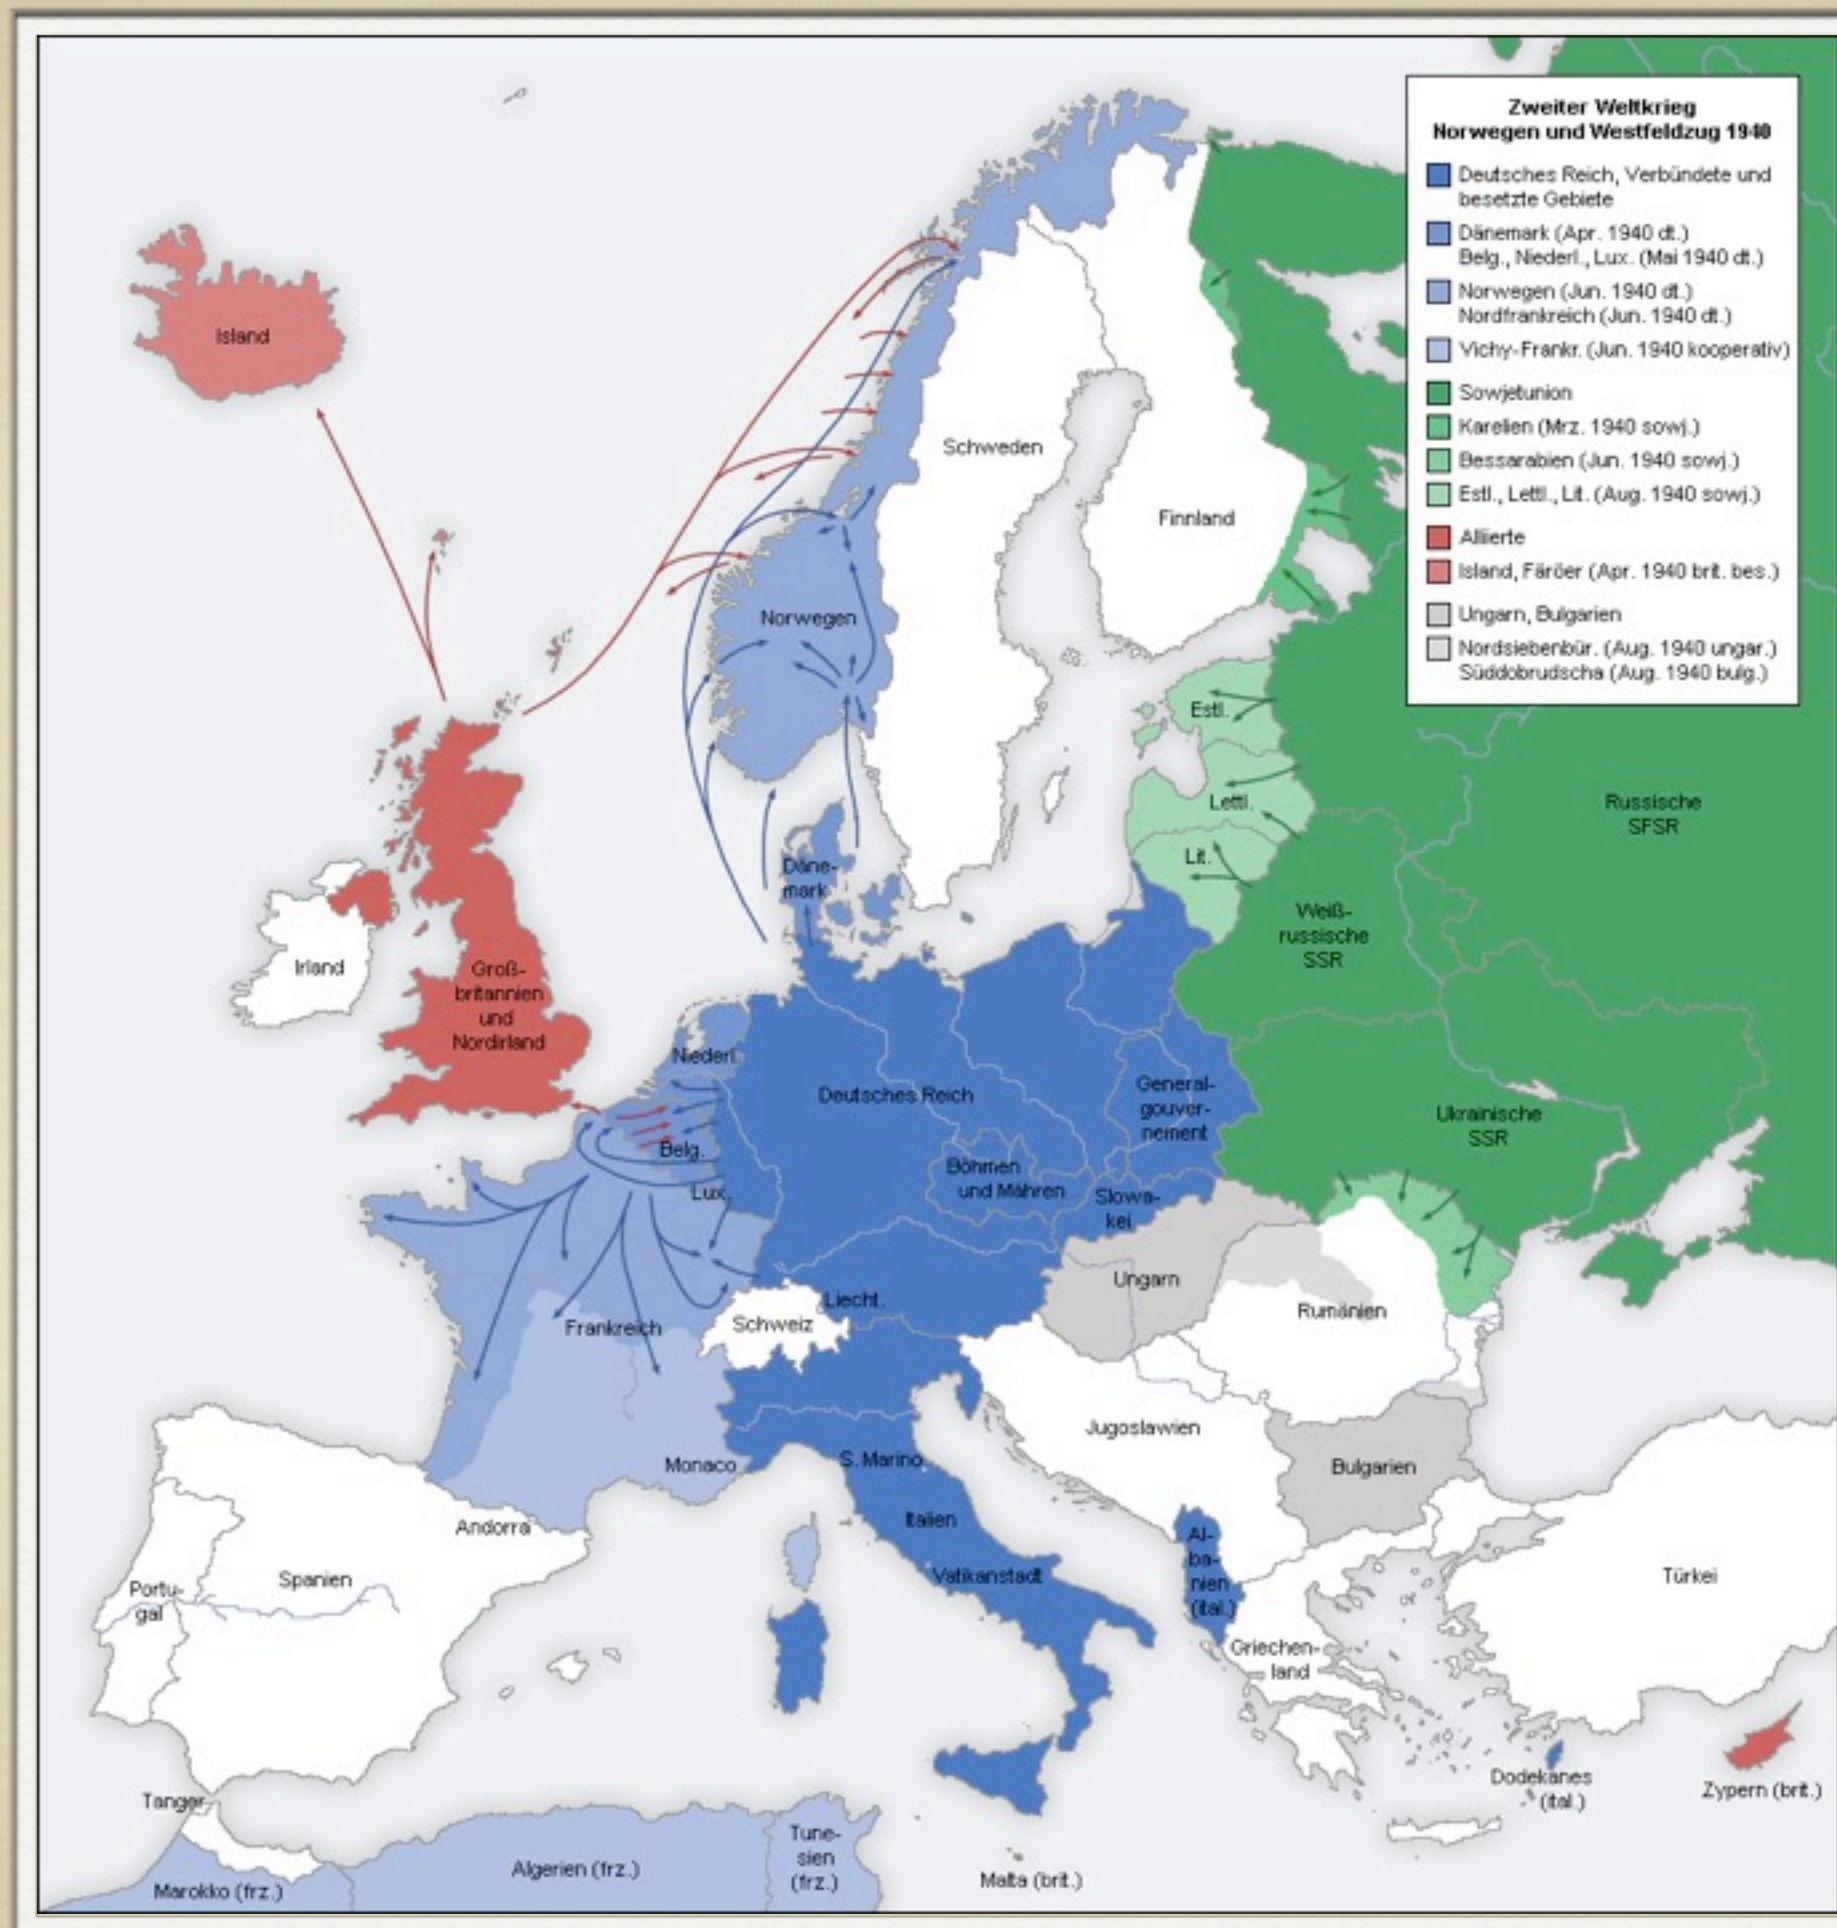 Zweiter Weltkrieg
Norwegen und Westfeldzug 1940
Deutsches Reich, Verbündete und
besetzte Gebiete
Dänemark (Apr. 1940 dt.)
Belg., Niederl., Lux. (Mai 1940 dt.)
Norwegen (Jun. 1940 dt.)
Nordfrankreich (Jun. 1940 dt.)
Vichy-Frankr. (Jun. 1940 kooperativ)
Sowjetunion
Karelien (Mrz. 1940 sowj.)
Bessarabien (Jun. 1940 sowj.)
Estl., Lettl., Lit. (Aug. 1940 sowj.)
Alliierte
Island, Färöer (Apr. 1940 brit. bes.)
Ungarn, Bulgarien
Nordsiebenbür. (Aug. 1940 ungar.)
Süddobrudscha (Aug. 1940 bulg.)
Island
Schweden
Finnland
Norwegen
Estl.
Lettl.
Lit.
Russische
SFSR
Däne-
mark
Weiß-
russische
SSR
Irland
Groß-
britannien
und
Nordirland
Niederl.
Deutsches Reich
General-
gouver-
nement
Ukrainische
SSR
Belg.
Lux.
Böhmen
und Mähren
Slowa-
kei
Ungarn
Liecht.
Schweiz
Frankreich
Rumänien
Jugoslawien
Monaco
S. Marino
Bulgarien
Andorra
Italien
Spanien
Portu-
gal
Vatikanstadt
Al-
ba-
nien
(ital.)
Türkei
Griechen-
land
Dodekanes
(ital.)
Zypern (brit.)
Tanger
Marokko (frz.)
Algerien (frz.)
Tune-
sien
(frz.)
Malta (brit.)